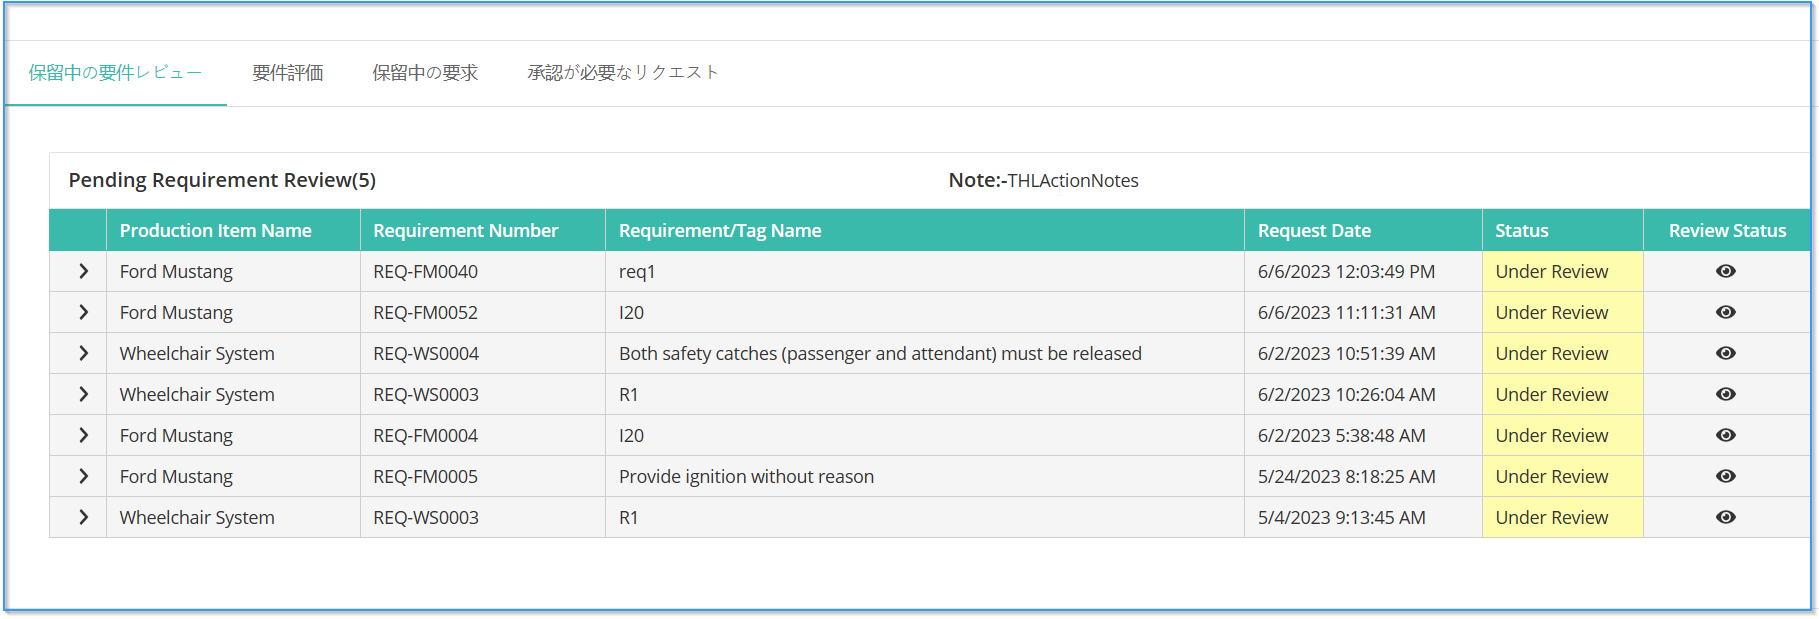 保留中の要件レビュー 要件評価 保留中の要求 承認が必要なリクエスト
Pending Requirement Review(5) Note:-THLActionNotes
Production Item Name Requirement Number Requirement/Tag Name Request Date Status Review Status
Ford Mustang REQ-FM0040 req1 6/6/2023 12:03:49 PM Under Review
Ford Mustang REQ-FM0052 I20 6/6/2023 11:11:31 AM Under Review
Wheelchair System REQ-WS0004 Both safety catches (passenger and attendant) must be released 6/2/2023 10:51:39 AM Under Review
Wheelchair System REQ-WS0003 R1 6/2/2023 10:26:04 AM Under Review
Ford Mustang REQ-FM0004 I20 6/2/2023 5:38:48 AM Under Review
Ford Mustang REQ-FM0005 Provide ignition without reason 5/24/2023 8:18:25 AM Under Review
Wheelchair System REQ-WS0003 R1 5/4/2023 9:13:45 AM Under Review